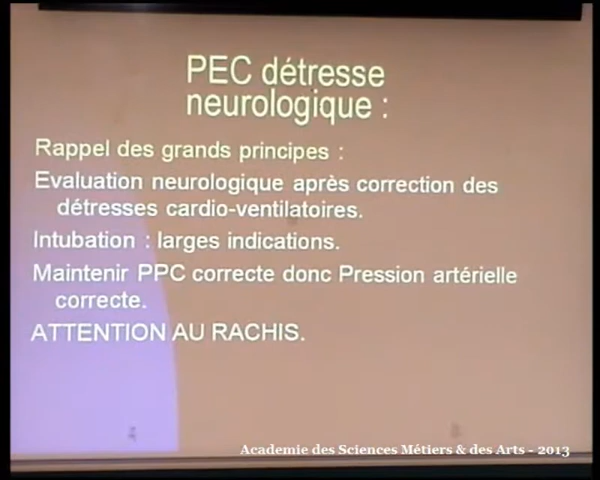 PEC détresse
neurologique :
Rappel des grands principes :
Evaluation neurologique après correction des
détresses cardio-ventilatoires.
Intubation : larges indications.
Maintenir PPC correcte donc Pression artérielle
correcte.
ATTENTION AU RACHIS.
Academie des Sciences Métiers & des Arts - 2013